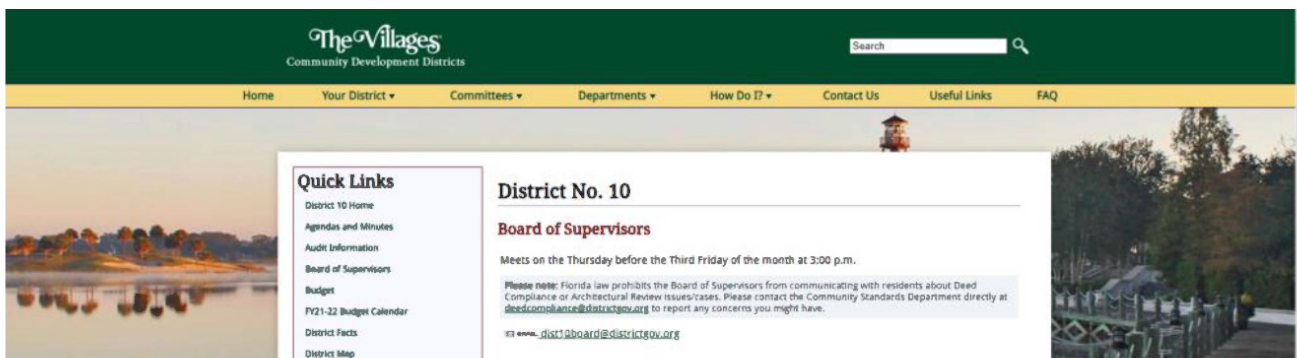 The Villages
Community Development Districts
Search
Home Your District Committees Departments How Do I? Contact Us Useful Links FAQ
Quick Links
District 10 Home
Agendas and Minutes
Audit Information
Board of Supervisors
Budget
FY21-22 Budget Calendar
District Facts
District Map
District No. 10
Board of Supervisors
Meets on the Thursday before the Third Friday of the month at 3:00 p.m.
Please note: Florida law prohibits the Board of Supervisors from communicating with residents about Deed
Compliance or Architectural Review issues/cases. Please contact the Community Standards Department directly at
deedcompliance@districtgov.org to report any concerns you might have.
EMAIL dist10board@districtgov.org